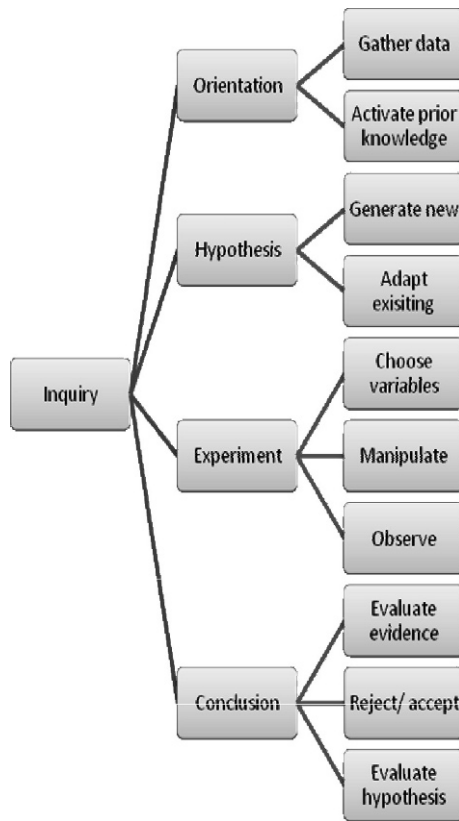 Gather data
Orientation
Activate prior
knowledge
Generate new
Hypothesis
Adapt
exisiting
Inquiry
Choose
variables
Experiment
Manipulate
Observe
Evaluate
evidence
Conclusion
Reject/ accept
Evaluate
hypothesis